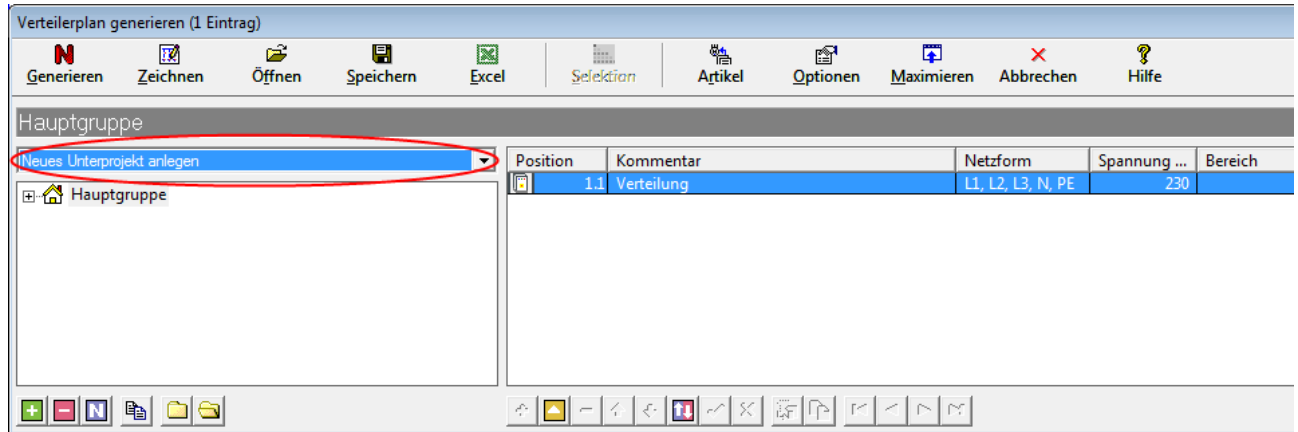 Verteilerplan generieren (1 Eintrag)
Generieren Zeichnen Öffnen Speichern Excel Selektion Artikel Optionen Maximieren Abbrechen Hilfe
Hauptgruppe
Neues Unterprojekt anlegen
Hauptgruppe
Position Kommentar Netzform Spannung ... Bereich
1.1 Verteilung L1, L2, L3, N, PE 230